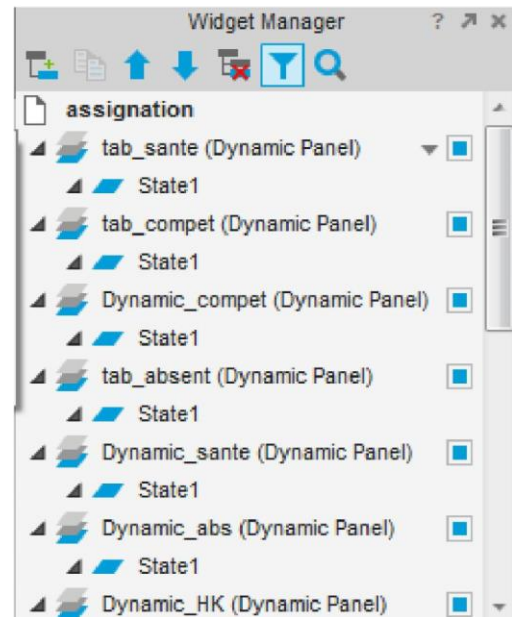 Widget Manager ?
assignation
tab_sante (Dynamic Panel)
State1
tab_compet (Dynamic Panel)
State1
Dynamic_compet (Dynamic Panel)
State1
tab_absent (Dynamic Panel)
State1
Dynamic_sante (Dynamic Panel)
State1
Dynamic_abs (Dynamic Panel)
State1
Dynamic_HK (Dynamic Panel)